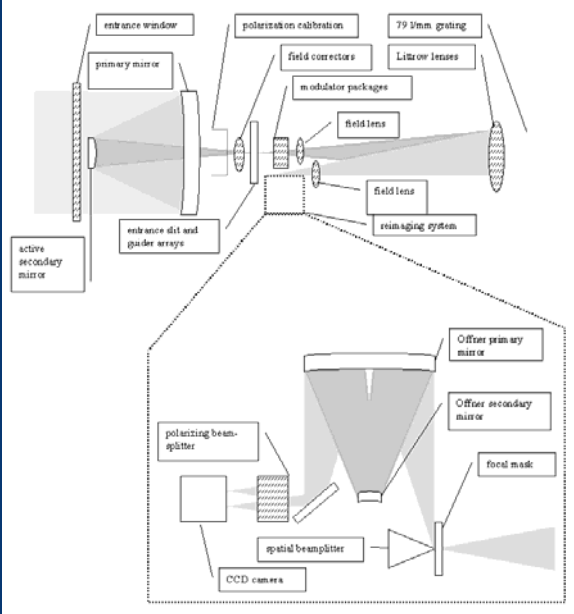 entrance window
polarization calibration
79 l/mm grating
primary mirror
field correctors
Littrow lenses
modulator packages
field lens
field lens
entrance slit and
guider arrays
reimaging system
active
secondary
mirror
Offner primary
mirror
Offner secondary
mirror
polarizing beam-
splitter
focal mask
spatial beamplitter
CCD camera